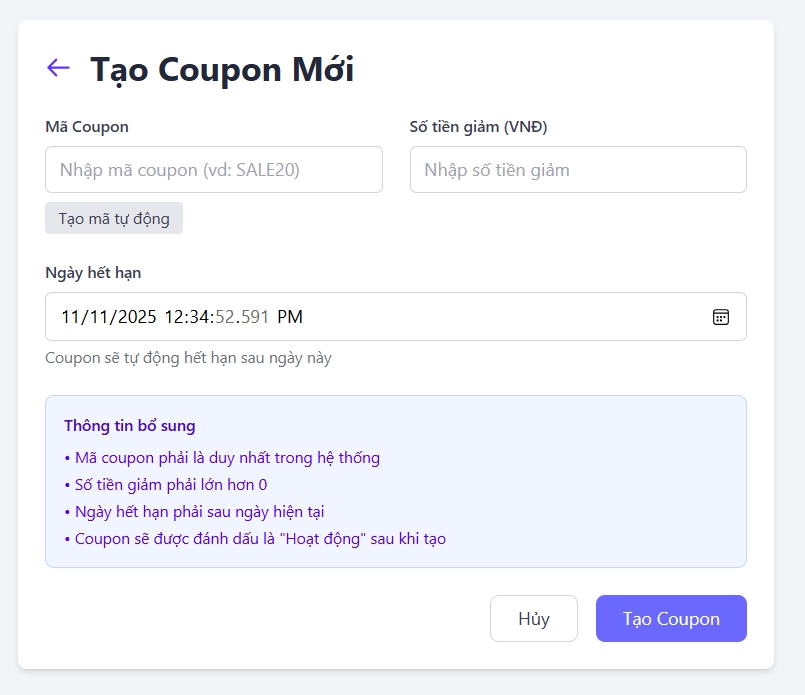 Tạo Coupon Mới
Mã Coupon
Số tiền giảm (VNĐ)
Nhập mã coupon (vd: SALE20)
Nhập số tiền giảm
Tạo mã tự động
Ngày hết hạn
11/11/2025 12:34:52.591 PM
Coupon sẽ tự động hết hạn sau ngày này
Thông tin bổ sung
• Mã coupon phải là duy nhất trong hệ thống
• Số tiền giảm phải lớn hơn 0
• Ngày hết hạn phải sau ngày hiện tại
• Coupon sẽ được đánh dấu là "Hoạt động" sau khi tạo
Hủy
Tạo Coupon